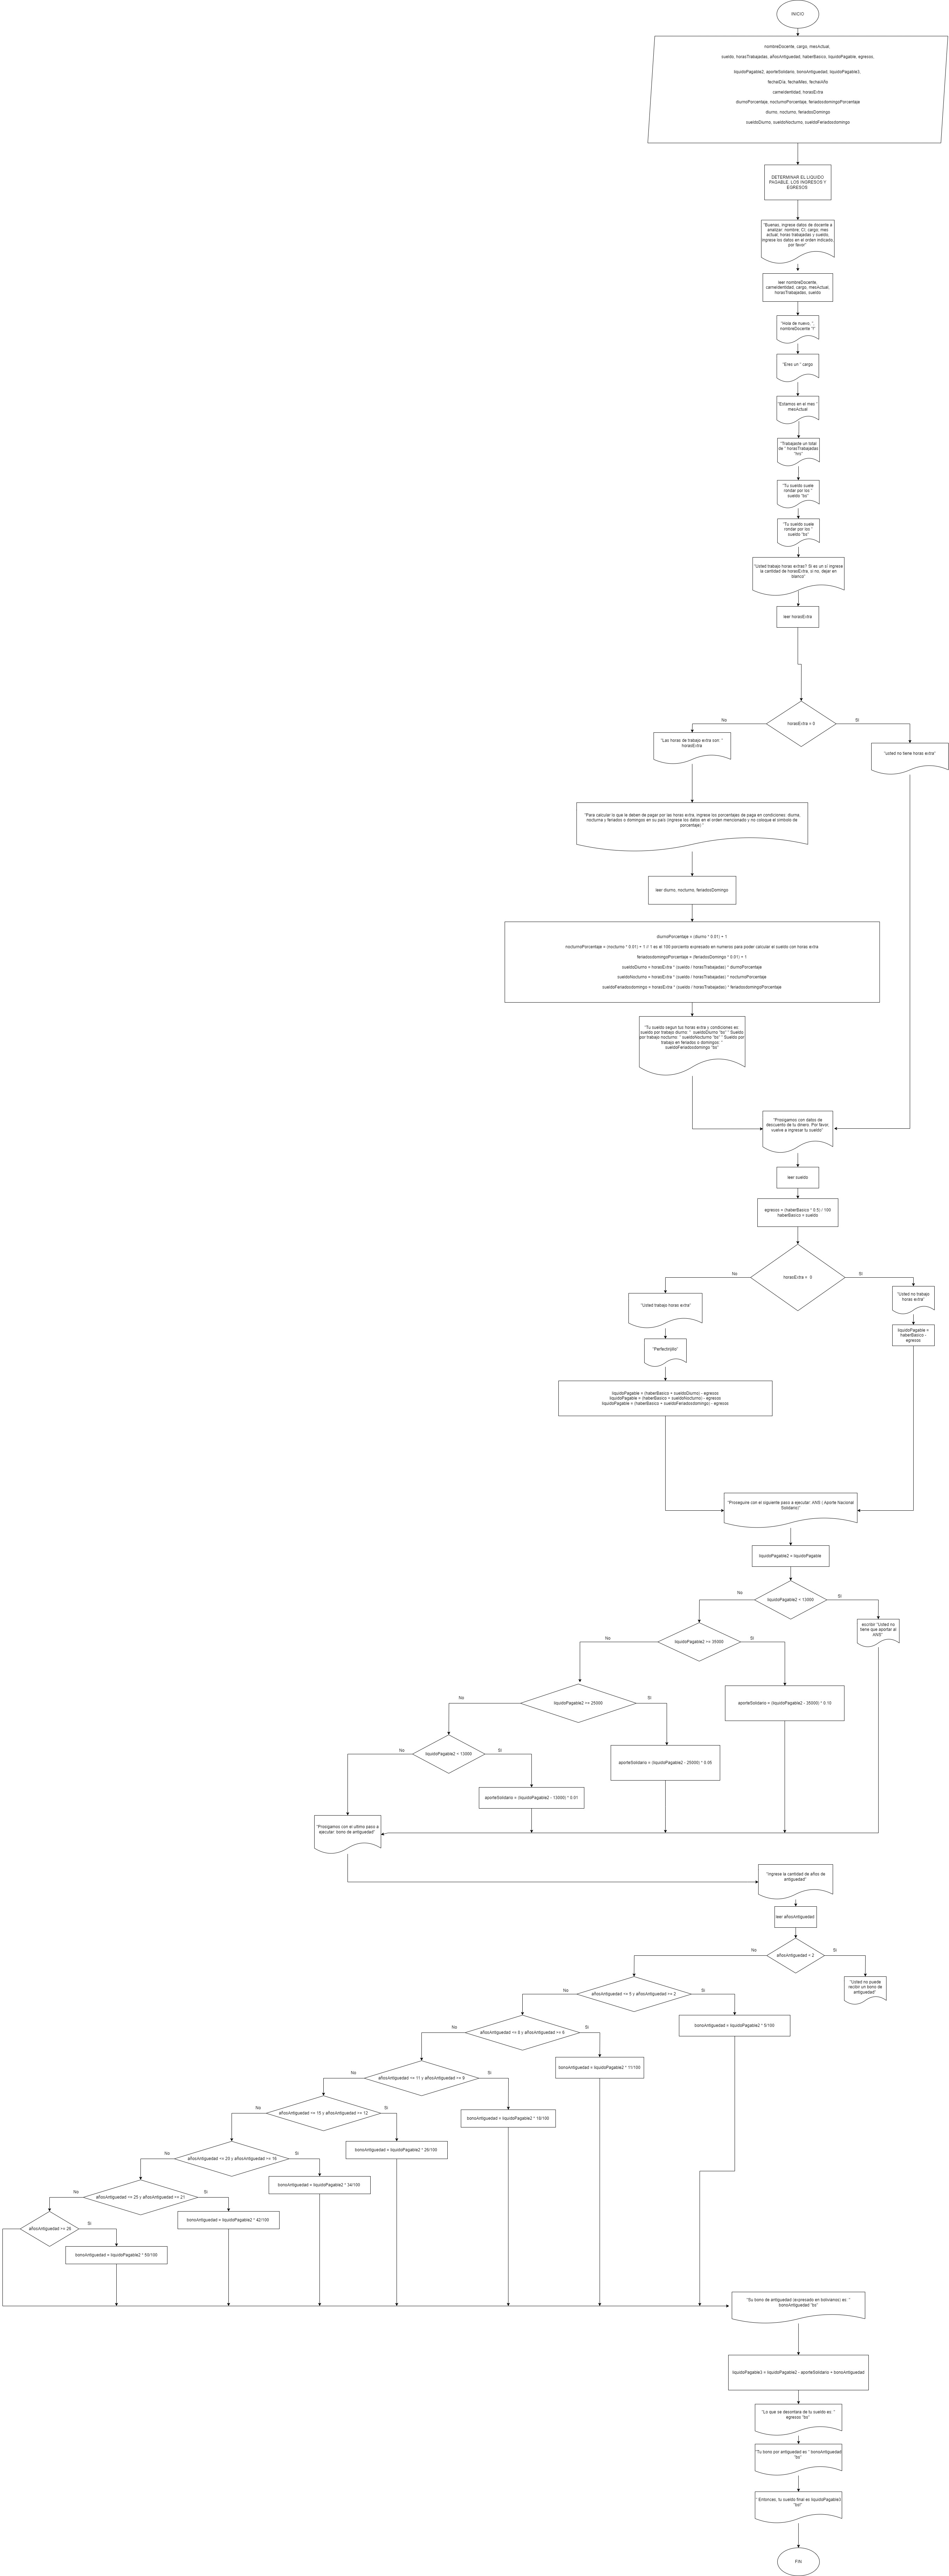 INICIO
nombreDocente, cargo, mesActual,
sueldo, horasTrabajadas, añosAntiguedad, haberBasico, liquidoPagable, egresos,
liquidoPagable2, aporteSolidario, bonoAntiguedad, liquidoPagable3,
fechaDía, fechaMes, fechaAño
carneIdentidad, horasExtra
diurnoPorcentaje, nocturnoPorcentaje, feriadosdomingoPorcentaje
diurno, nocturno, feriadosDomingo
sueldoDiurno, sueldoNocturno, sueldoFeriadosdomingo
DETERMINAR EL LIQUIDO
PAGABLE, LOS INGRESOS Y
EGRESOS
"Buenas, ingrese datos de docente a
analizar: nombre, CI, cargo, mes
actual, horas trabajadas y sueldo,
ingrese los datos en el orden indicado,
por favor"
leer nombreDocente,
carneIdentidad, cargo, mesActual,
horasTrabajadas, sueldo
"Hola de nuevo, ",
nombreDocente "!"
"Eres un " cargo
"Estamos en el mes "
mesActual
"Trabajaste un total
de " horasTrabajadas
"hrs"
"Tu sueldo suele
rondar por los "
sueldo "bs"
"Tu sueldo suele
rondar por los "
sueldo "bs"
"Usted trabajo horas extras? Si es un sí ingrese
la cantidad de horasExtra, si no, dejar en
blanco"
leer horasExtra
horasExtra = 0
No
Si
"Las horas de trabajo extra son: "
horasExtra
"usted no tiene horas extra"
"Para calcular lo que le deben de pagar por las horas extra, ingrese los porcentajes de paga en condiciones: diurna,
nocturna y feriados o domingos en su país (ingrese los datos en el orden mencionado y no coloque el símbolo de
porcentaje) "
leer diurno, nocturno, feriadosDomingo
diurnoPorcentaje = (diurno * 0.01) + 1
nocturnoPorcentaje = (nocturno * 0.01) + 1 // 1 es el 100 porciento expresado en numeros para poder calcular el sueldo con horas extra
feriadosdomingoPorcentaje = (feriadosDomingo * 0.01) + 1
sueldoDiurno = horasExtra * (sueldo / horasTrabajadas) * diurnoPorcentaje
sueldoNocturno = horasExtra * (sueldo / horasTrabajadas) * nocturnoPorcentaje
sueldoFeriadosdomingo = horasExtra * (sueldo / horasTrabajadas) * feriadosdomingoPorcentaje
"Tu sueldo segun tus horas extra y condiciones es:
sueldo por trabajo diurno: " sueldoDiurno "bs" " Sueldo
por trabajo nocturno: " sueldoNocturno "bs" " Sueldo por
trabajo en feriados o domingos: "
sueldoFeriadosdomingo "bs"
"Prosigamos con datos de
descuento de tu dinero. Por favor,
vuelve a ingresar tu sueldo"
leer sueldo
egresos = (haberBasico * 0.5) / 100
haberBasico = sueldo
horasExtra = 0
No
Si
"Usted trabajo horas extra"
"Usted no trabajo
horas extra"
"Perfectirijillo"
liquidoPagable =
haberBasico -
egresos
liquidoPagable = (haberBasico + sueldoDiurno) - egresos
liquidoPagable = (haberBasico + sueldoNocturno) - egresos
liquidoPagable = (haberBasico + sueldoFeriadosdomingo) - egresos
"Proseguire con el siguiente paso a ejecutar: ANS ( Aporte Nacional
Solidario)"
liquidoPagable2 = liquidoPagable
liquidoPagable2 < 13000
No
Si
escribir "Usted no
tiene que aportar al
ANS"
liquidoPagable2 >= 35000
No
Si
aporteSolidario = (liquidoPagable2 - 35000) * 0.10
liquidoPagable2 >= 25000
No
Si
aporteSolidario = (liquidoPagable2 - 25000) * 0.05
liquidoPagable2 > 13000
No
Si
aporteSolidario = (liquidoPagable2 - 13000) * 0.01
"Prosigamos con el ultimo paso a
ejecutar: bono de antiguedad"
"Ingrese la cantidad de años de
antiguedad"
leer añosAntiguedad
añosAntiguedad < 2
No
Si
"Usted no puede
recibir un bono de
antiguedad"
añosAntiguedad <= 5 y añosAntiguedad >= 2
No
Si
bonoAntiguedad = liquidoPagable2 * 5/100
añosAntiguedad <= 8 y añosAntiguedad >= 6
No
Si
bonoAntiguedad = liquidoPagable2 * 11/100
añosAntiguedad <= 11 y añosAntiguedad >= 9
No
Si
bonoAntiguedad = liquidoPagable2 * 18/100
añosAntiguedad <= 15 y añosAntiguedad >= 12
No
Si
bonoAntiguedad = liquidoPagable2 * 26/100
añosAntiguedad <= 20 y añosAntiguedad >= 16
No
Si
bonoAntiguedad = liquidoPagable2 * 34/100
añosAntiguedad <= 25 y añosAntiguedad >= 21
No
Si
bonoAntiguedad = liquidoPagable2 * 42/100
añosAntiguedad >= 26
Si
bonoAntiguedad = liquidoPagable2 * 50/100
"Su bono de antiguedad (expresado en bolivianos) es: "
bonoAntiguedad "bs"
liquidoPagable3 = liquidoPagable2 - aporteSolidario + bonoAntiguedad
"Lo que se descntara de tu sueldo es: "
egresos "bs"
"Tu bono por antiguedad es " bonoAntiguedad
"bs"
" Entonces, tu sueldo final es liquidoPagable3
"bs!"
FIN